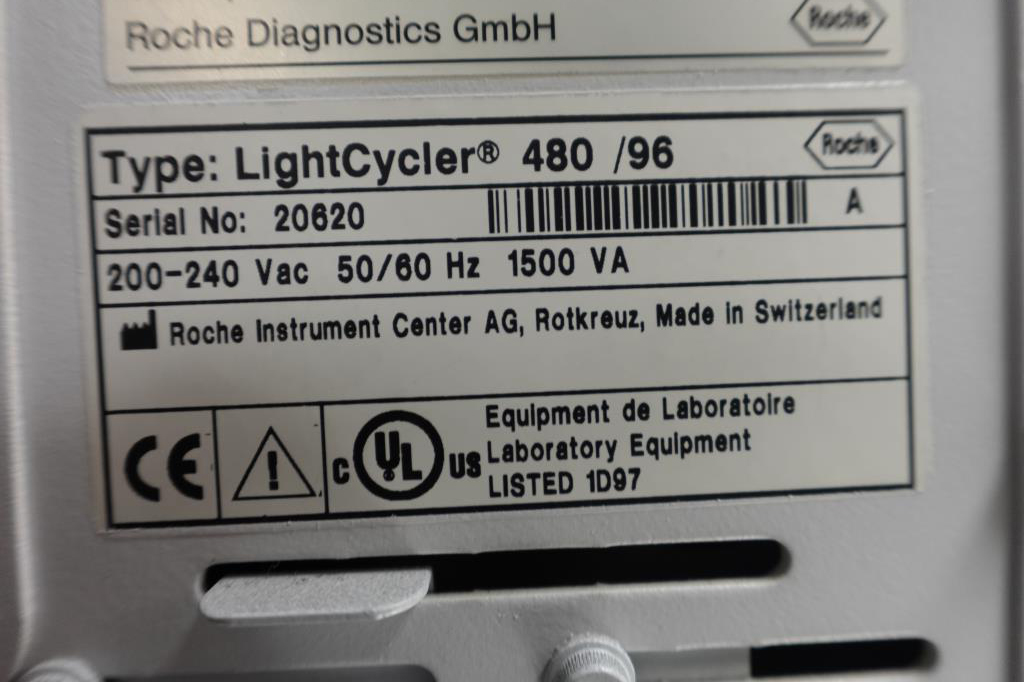 Roche Diagnostics GmbH
Roche
Type: LightCycler® 480 /96
Roche
Serial No: 20620
A
200-240 Vac 50/60 Hz 1500 VA
Roche Instrument Center AG, Rotkreuz, Made in Switzerland
CE
!
C UL US
Equipment de Laboratoire
Laboratory Equipment
LISTED 1D97